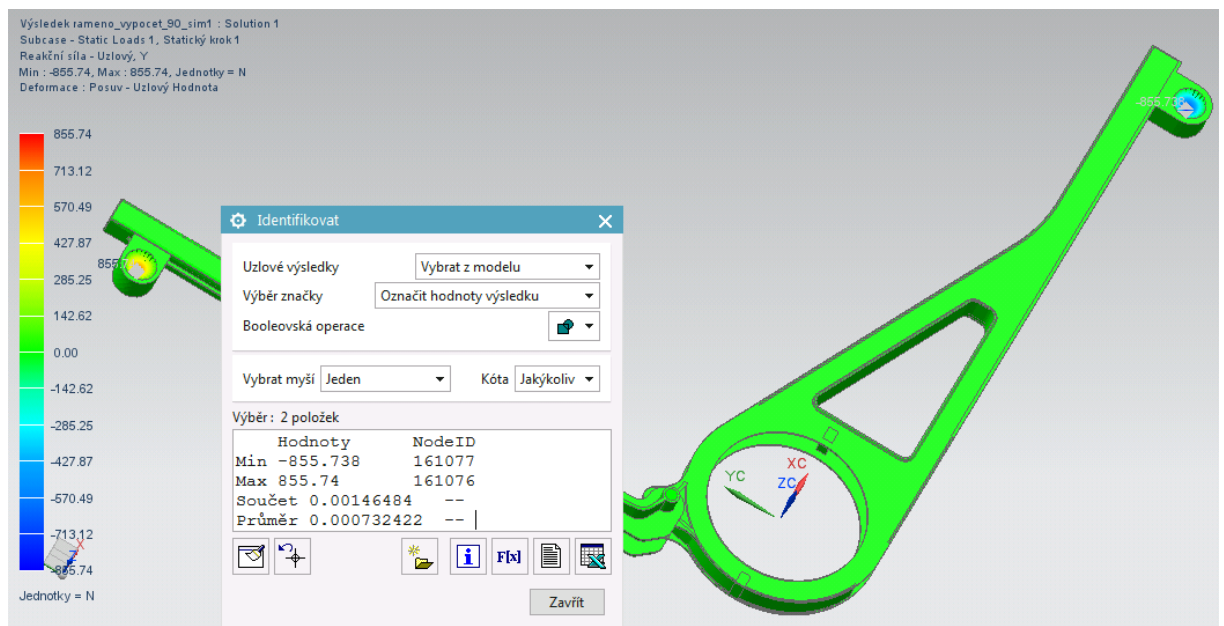 Výsledek rameno_vypocet_90_sim1 : Solution 1
Subcase - Static Loads 1, Statický krok 1
Reakční síla - Uzlový, Y
Min : -855.74, Max : 855.74, Jednotky = N
Deformace : Posuv - Uzlový Hodnota
855.74
713.12
570.49
427.87
285.25
142.62
0.00
-142.62
-285.25
-427.87
-570.49
-713.12
-855.74
Jednotky = N
X
-855.738
Identifikovat
Uzlové výsledky Vybrat z modelu
Výběr značky Označit hodnoty výsledku
Booleovská operace
Vybrat myší Jeden Kóta Jakýkoliv
Výběr : 2 položek
Hodnoty NodeID
Min -855.738 161077
Max 855.74 161076
Součet 0.00146484 --
Průměr 0.000732422 --
F[x]
Zavřít
XC
YC ZC